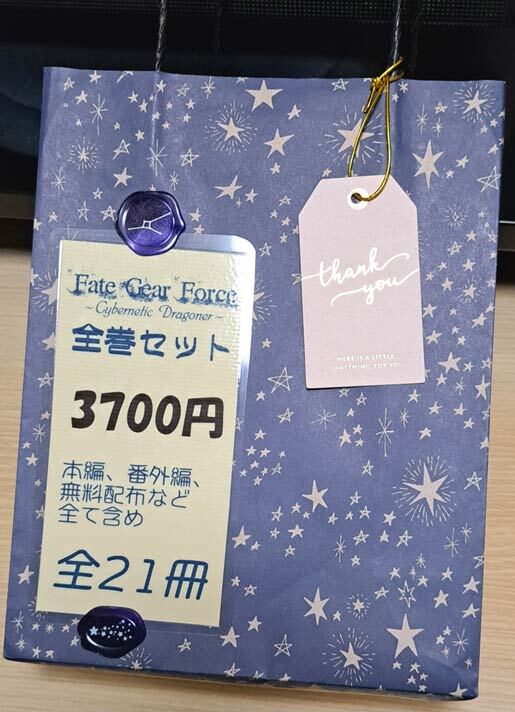 Fate Gear Force
~Cybernetic Dragoner~
全巻セット
3700円
本編、番外編、
無料配布など
全て含め
全21冊
thank
you
HERE IS A LITTLE
SOMETHING FOR YOU